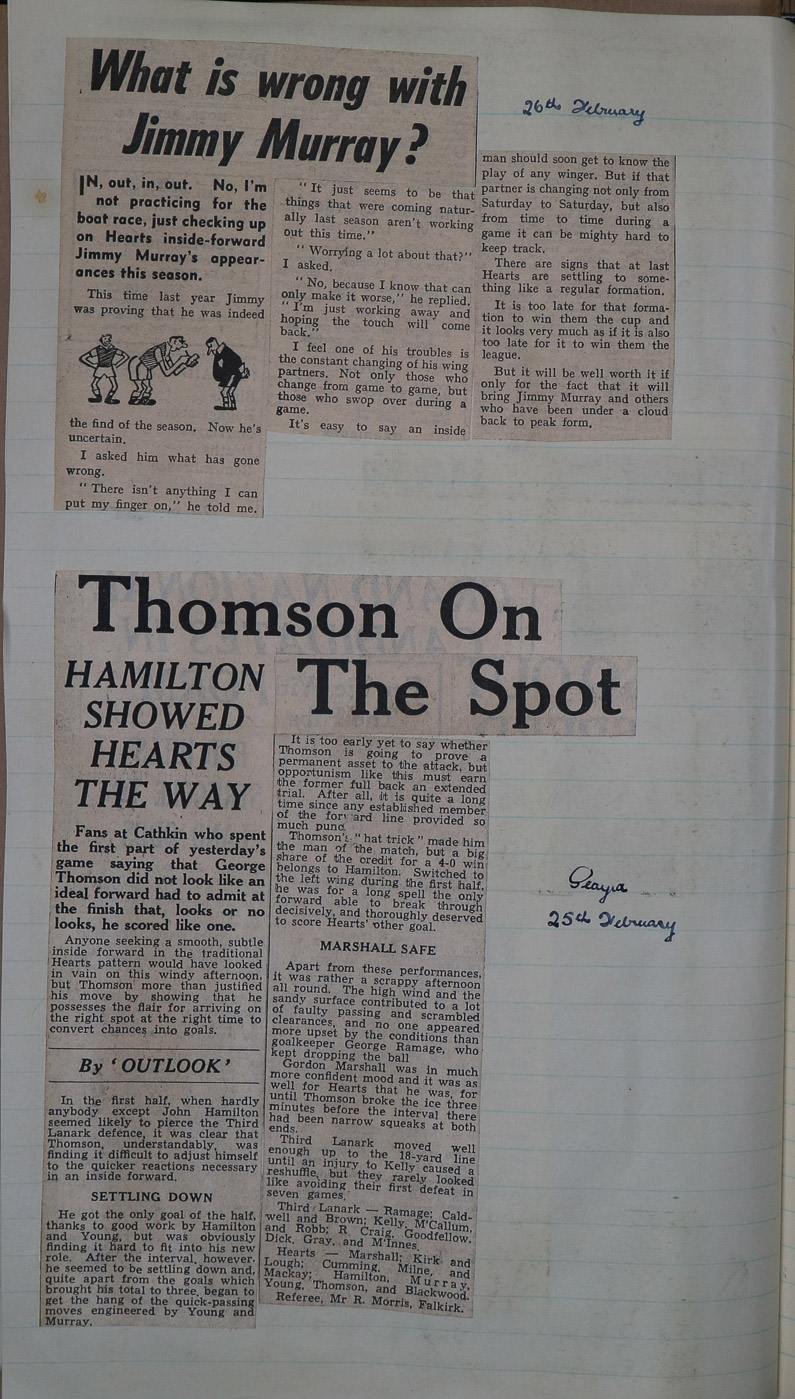 What is wrong with
Jimmy Murray?
26th February
IN, out, in, out. No, I'm
not practicing for the
boat race, just checking up
on Hearts inside-forward
Jimmy Murray's appear-
ances this season.
This time last year Jimmy
was proving that he was indeed
the find of the season. Now he's
uncertain.
I asked him what has gone
wrong.
" There isn't anything I can
put my finger on," he told me.
" It just seems to be that
things that were coming natur-
ally last season aren't working
out this time."
" Worrying a lot about that?"
I asked.
" No, because I know that can
only make it worse," he replied.
" I'm just working away and
hoping the touch will come
back."
I feel one of his troubles is
the constant changing of his wing
partners. Not only those who
change from game to game, but
those who swop over during a
game.
It's easy to say an inside
man should soon get to know the
play of any winger. But if that
partner is changing not only from
Saturday to Saturday, but also
from time to time during a
game it can be mighty hard to
keep track.
There are signs that at last
Hearts are settling to some-
thing like a regular formation.
It is too late for that forma-
tion to win them the cup and
it looks very much as if it is also
too late for it to win them the
league.
But it will be well worth it if
only for the fact that it will
bring Jimmy Murray and others
who have been under a cloud
back to peak form.
Thomson On
The Spot
HAMILTON
SHOWED
HEARTS
THE WAY
Fans at Cathkin who spent
the first part of yesterday's
game saying that George
Thomson did not look like an
ideal forward had to admit at
the finish that, looks or no
looks, he scored like one.
Anyone seeking a smooth, subtle
inside forward in the traditional
Hearts pattern would have looked
in vain on this windy afternoon,
but Thomson more than justified
his move by showing that he
possesses the flair for arriving on
the right spot at the right time to
convert chances into goals.
By ‘OUTLOOK’
In the first half, when hardly
anybody except John Hamilton
seemed likely to pierce the Third
Lanark defence, it was clear that
Thomson, understandably, was
finding it difficult to adjust himself
to the quicker reactions necessary
in an inside forward.
SETTLING DOWN
He got the only goal of the half,
thanks to good work by Hamilton
and Young, but was obviously
finding it hard to fit into his new
role. After the interval, however,
he seemed to be settling down and,
quite apart from the goals which
brought his total to three, began to
get the hang of the quick-passing
moves engineered by Young and
Murray.
It is too early yet to say whether
Thomson is going to prove a
permanent asset to the attack, but
opportunism like this must earn
the former full back an extended
trial. After all, it is quite a long
time since any established member
of the for ard line provided so
much punc
Thomson's " hat trick " made him
the man of the match, but a big
share of the credit for a 4-0 win
belongs to Hamilton. Switched to
the left wing during the first half,
he was for a long spell the only
forward able to break through
decisively, and thoroughly deserved
to score Hearts' other goal.
MARSHALL SAFE
Apart from these performances,
it was rather a scrappy afternoon
all round. The high wind and the
sandy surface contributed to a lot
of faulty passing and scrambled
clearances, and no one appeared
more upset by the conditions than
goalkeeper George Ramage, who
kept dropping the ball
Gordon Marshall was in much
more confident mood and it was as
well for Hearts that he was, for
until Thomson broke the ice three
minutes before the interval there
had been narrow squeaks at both
ends.
Third Lanark moved well
enough up to the 18-yard line
until an injury to Kelly caused a
reshuffle, but they rarely looked
like avoiding their first defeat in
seven games.
Third Lanark — Ramage; Cald-
well and Brown; Kelly, M'Callum,
and Robb; R Craig, Goodfellow,
Dick, Gray, and M'Innes.
Hearts — Marshall; Kirk and
Lough; Cumming, Milne, and
Mackay; Hamilton, Murray,
Young, Thomson, and Blackwood.
Referee, Mr R. Morris, Falkirk.
25th February